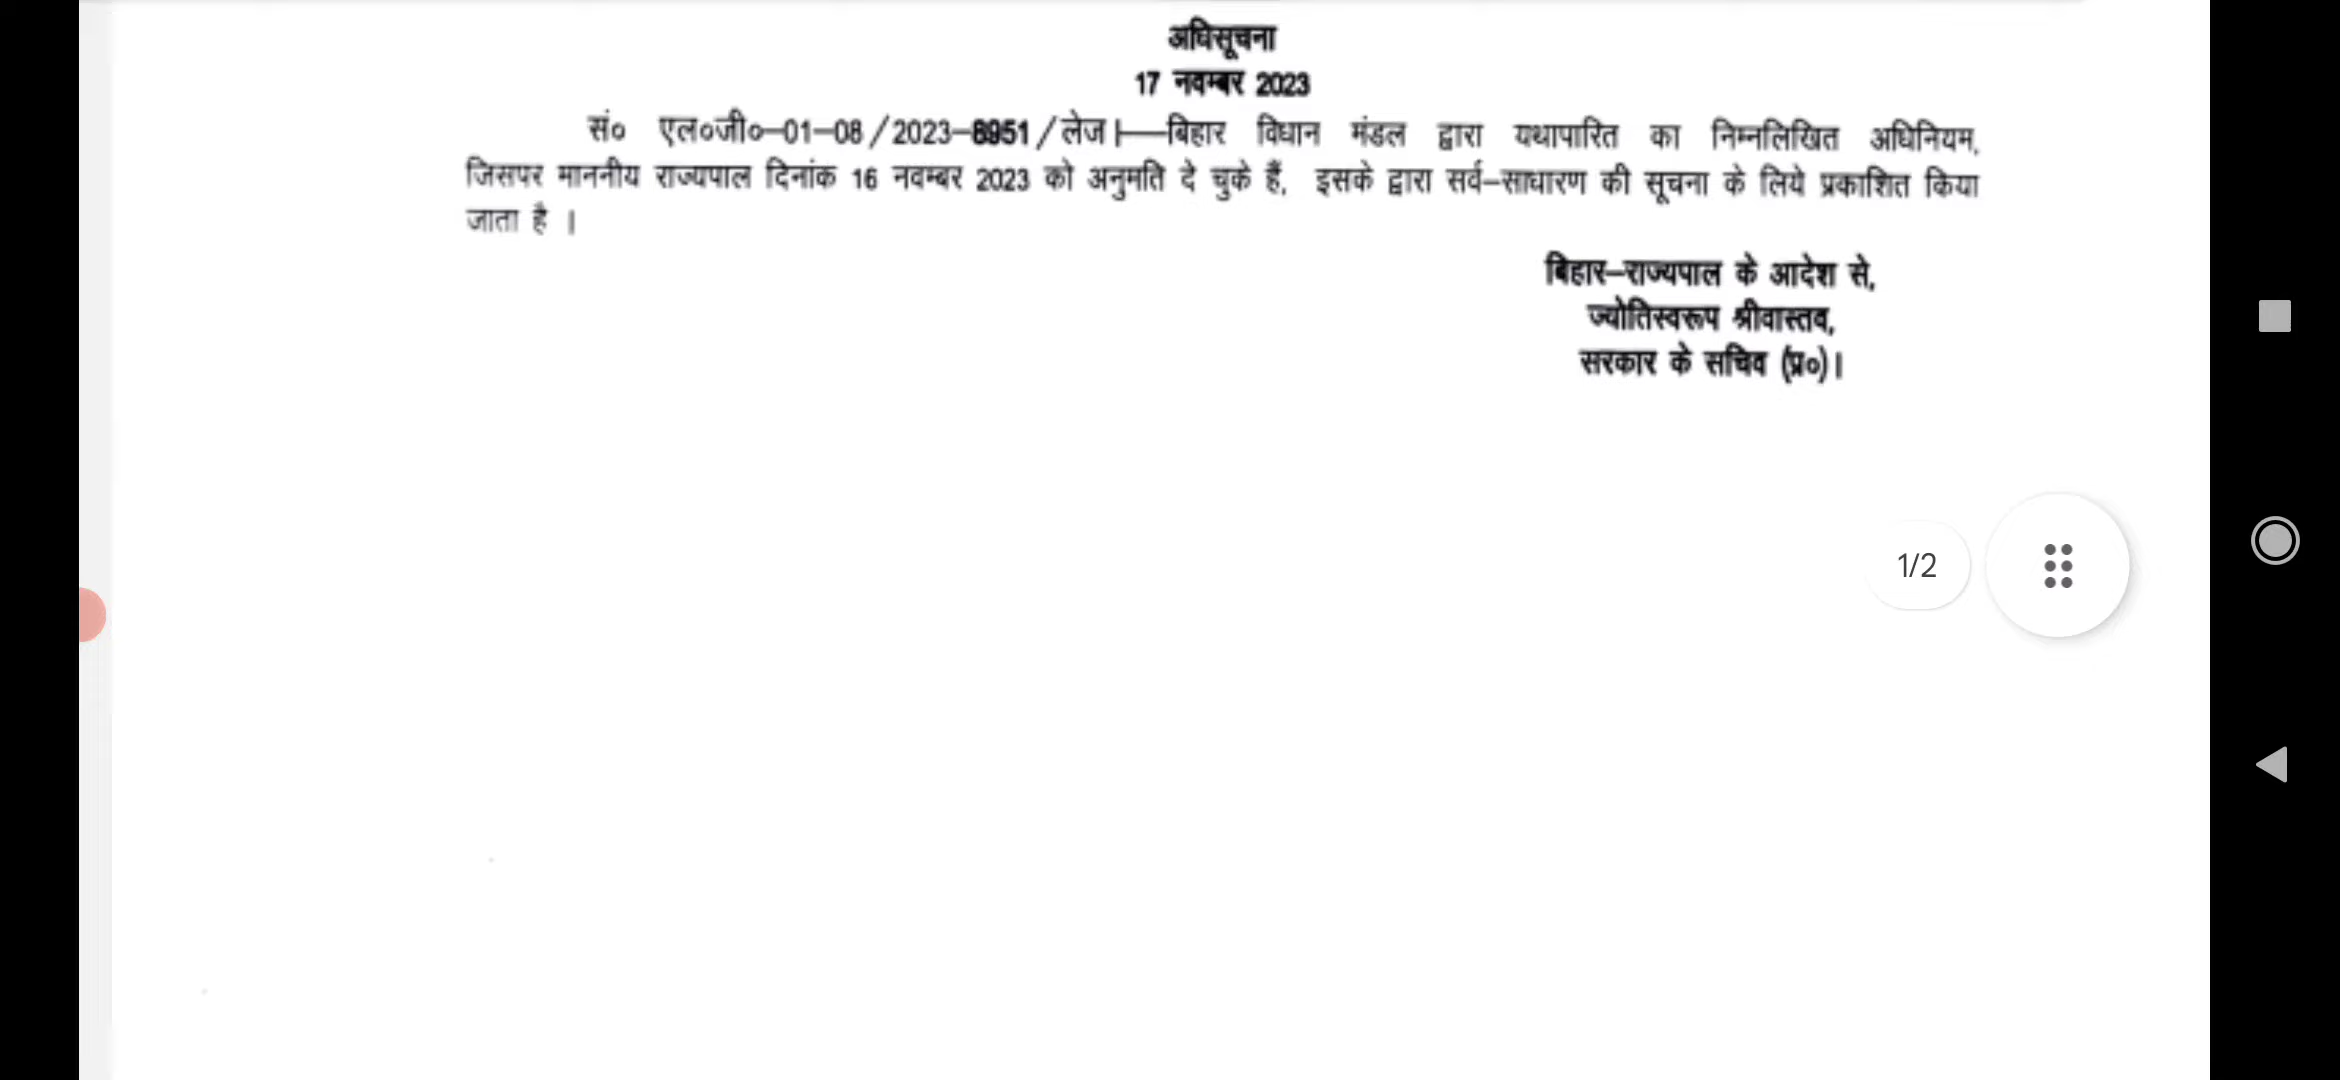 अधिसूचना
17 नवम्बर 2023
सं० एल०जी०–01–08/2023–8951/लेज।—बिहार विधान मंडल द्वारा यथापारित का निम्नलिखित अधिनियम,
जिसपर माननीय राज्यपाल दिनांक 16 नवम्बर 2023 को अनुमति दे चुके हैं, इसके द्वारा सर्व–साधारण की सूचना के लिये प्रकाशित किया
जाता है ।
बिहार–राज्यपाल के आदेश से,
ज्योतिस्वरूप श्रीवास्तव,
सरकार के सचिव (प्र०)।
1/2